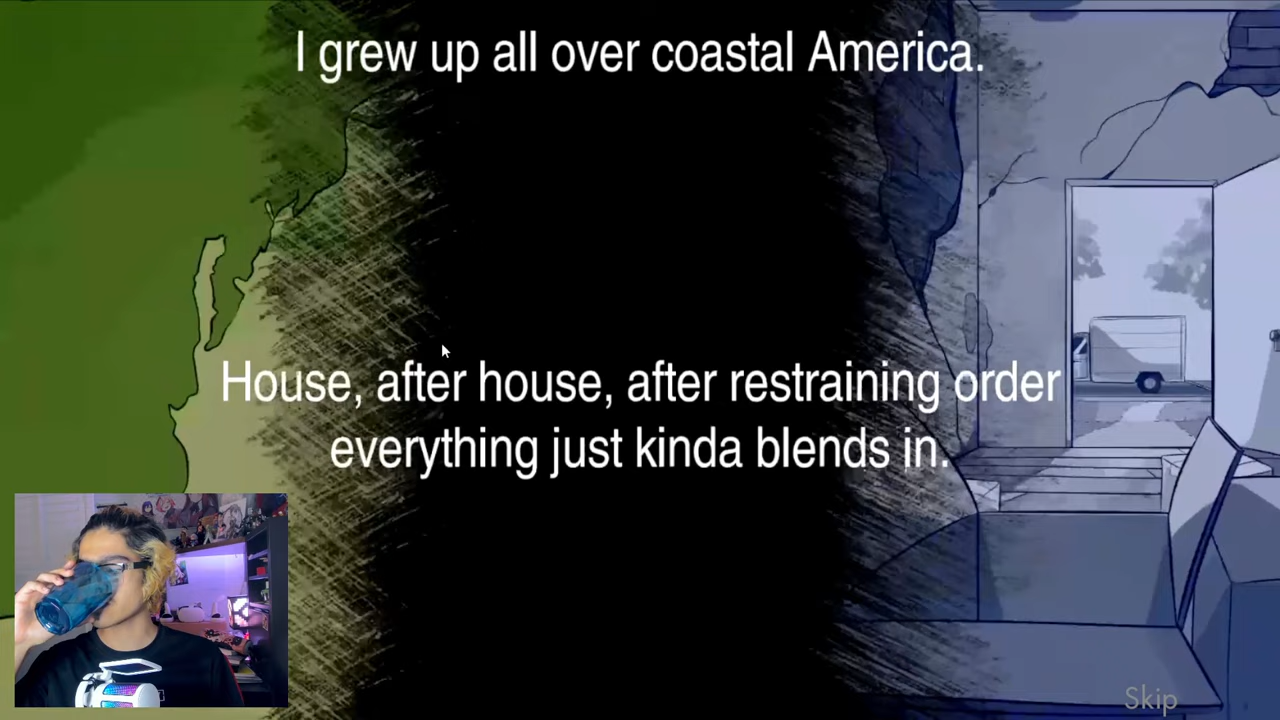 I grew up all over coastal America.
House, after house, after restraining order
everything just kinda blends in.
Skip